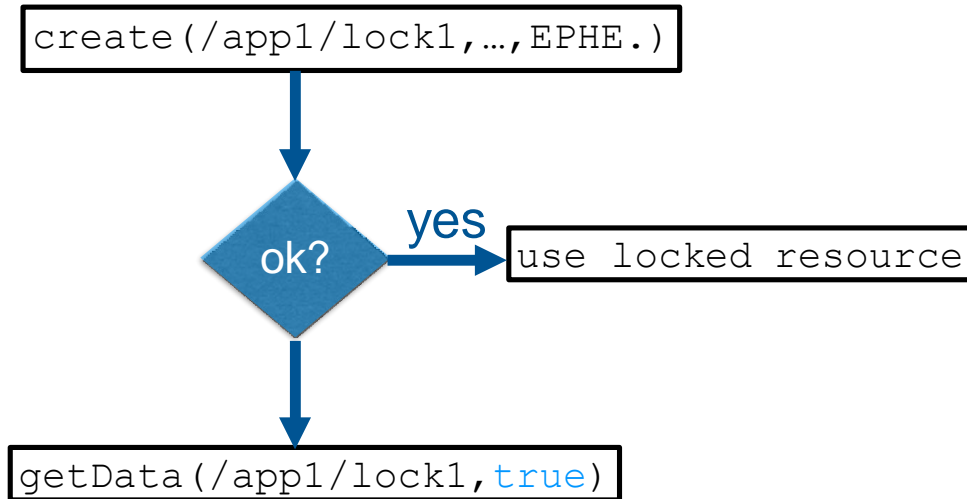 create(/app1/lock1,…,EPHE.)
ok?
yes
use locked resource
getData(/app1/lock1,true)